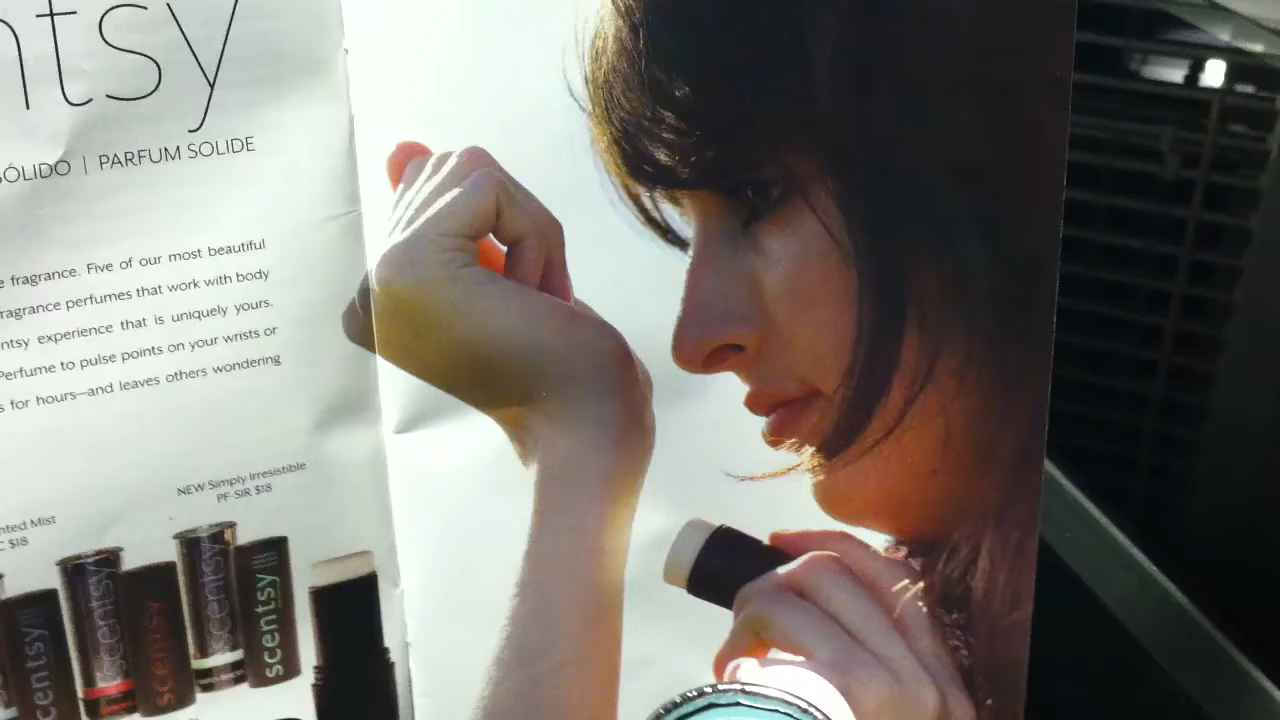 ntsy
SÓLIDO | PARFUM SOLIDE
e fragrance. Five of our most beautiful
ragrance perfumes that work with body
entsy experience that is uniquely yours.
Perfume to pulse points on your wrists or
s for hours—and leaves others wondering
NEW Simply Irresistible
PF-SIR $18
nted Mist
C $18
centsy
scentsy
scentsy
scentsy
scentsy